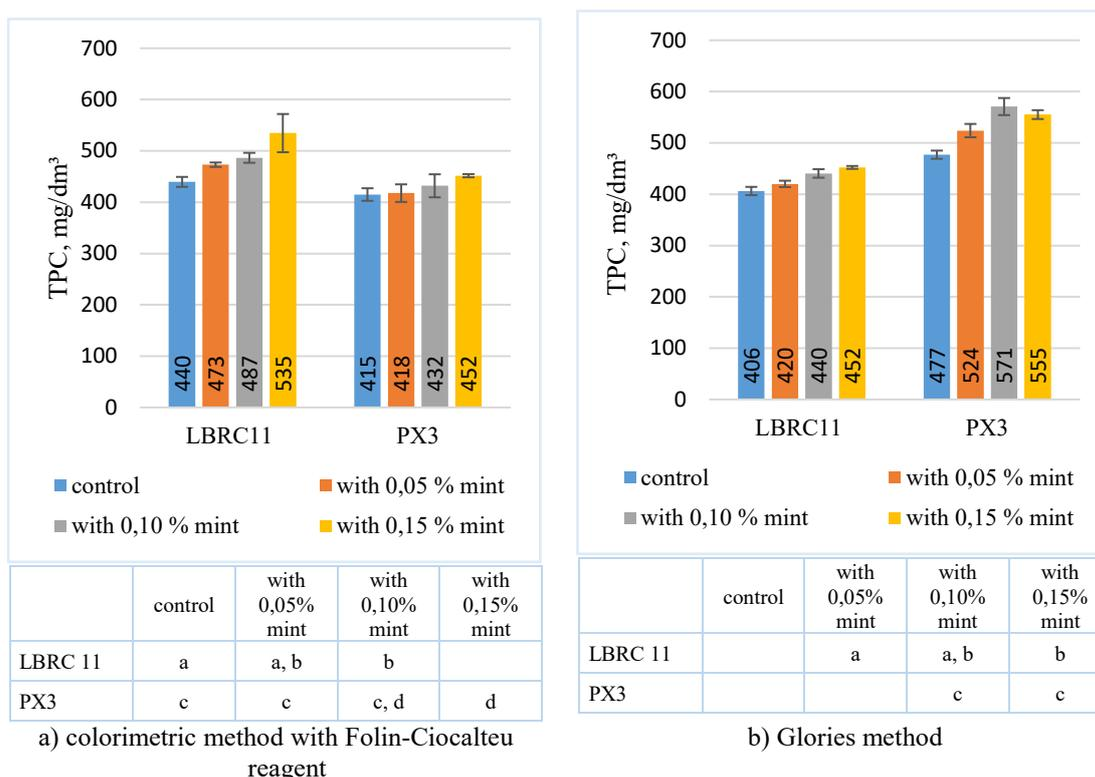 700
600
500
400
300
200
100
0
TPC, mg/dm³
440
473
487
535
415
418
432
452
LBRC11 PX3
control with 0,05 % mint
with 0,10 % mint with 0,15 % mint
control with 0,05% mint with 0,10% mint with 0,15% mint
LBRC 11 a a, b b
PX3 c c c, d d
a) colorimetric method with Folin-Ciocalteu
reagent
700
600
500
400
300
200
100
0
TPC, mg/dm³
406
420
440
452
477
524
571
555
LBRC11 PX3
control with 0,05 % mint
with 0,10 % mint with 0,15 % mint
control with 0,05% mint with 0,10% mint with 0,15% mint
LBRC 11 a a, b b
PX3 c c
b) Glories method